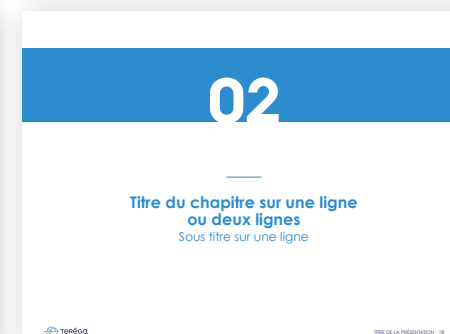 02
Titre du chapitre sur une ligne
ou deux lignes
Sous titre sur une ligne
TERÉGA
TITRE DE LA PRÉSENTATION - 18